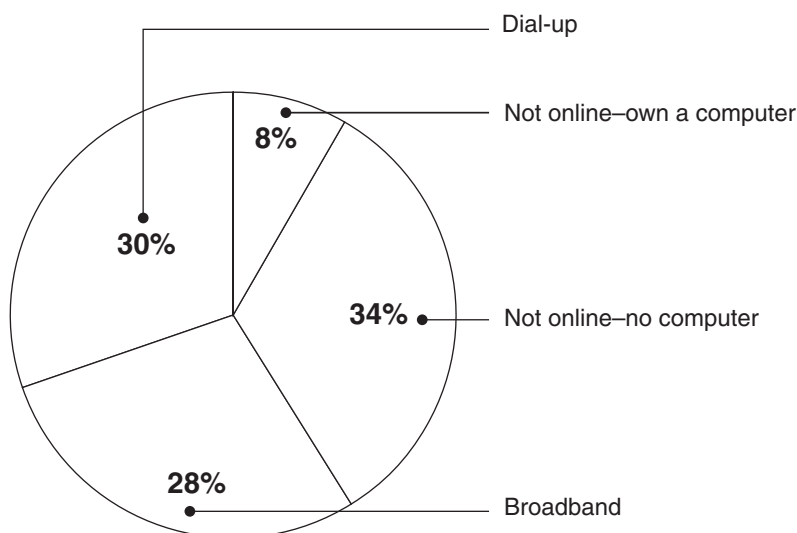 Dial-up
Not online–own a computer
8%
30%
34%
Not online–no computer
28%
Broadband